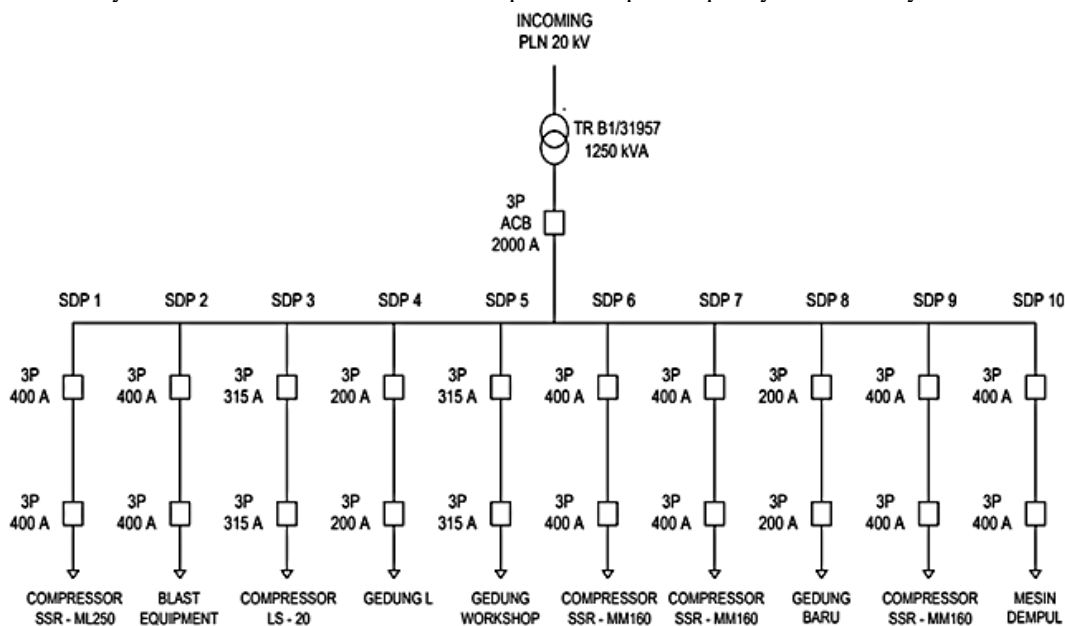 INCOMING
PLN 20 kV
TR B1/31957
1250 kVA
3P
ACB
2000 A
SDP 1 SDP 2 SDP 3 SDP 4 SDP 5 SDP 6 SDP 7 SDP 8 SDP 9 SDP 10
3P 3P 3P 3P 3P 3P 3P 3P 3P 3P
400 A 400 A 315 A 200 A 315 A 400 A 400 A 200 A 400 A 400 A
3P 3P 3P 3P 3P 3P 3P 3P 3P 3P
400 A 400 A 315 A 200 A 315 A 400 A 400 A 200 A 400 A 400 A
COMPRESSOR BLAST COMPRESSOR GEDUNG L GEDUNG COMPRESSOR COMPRESSOR GEDUNG COMPRESSOR MESIN
SSR - ML250 EQUIPMENT LS - 20 WORKSHOP SSR - MM160 SSR - MM160 BARU SSR - MM160 DEMPUL